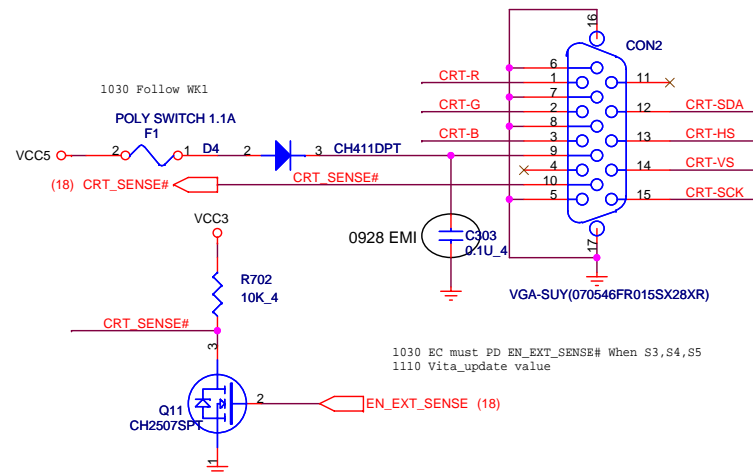 16
CON2
6
CRT-R
1
11
1030 Follow WK1
7
CRT-G
2
12
CRT-SDA
POLY SWITCH 1.1A
F1
8
CRT-B
3
13
CRT-HS
VCC5
2
1
D4
2
3
CH411DPT
9
4
14
CRT-VS
(18) CRT_SENSE#
CRT_SENSE#
10
5
15
CRT-SCK
VCC3
0928 EMI
C303
0.1U_4
17
R702
10K_4
VGA-SUY(070546FR015SX28XR)
CRT_SENSE#
3
1030 EC must PD EN_EXT_SENSE# When S3,S4,S5
1110 Vita_update value
Q11
CH2507SPT
2
EN_EXT_SENSE (18)
1